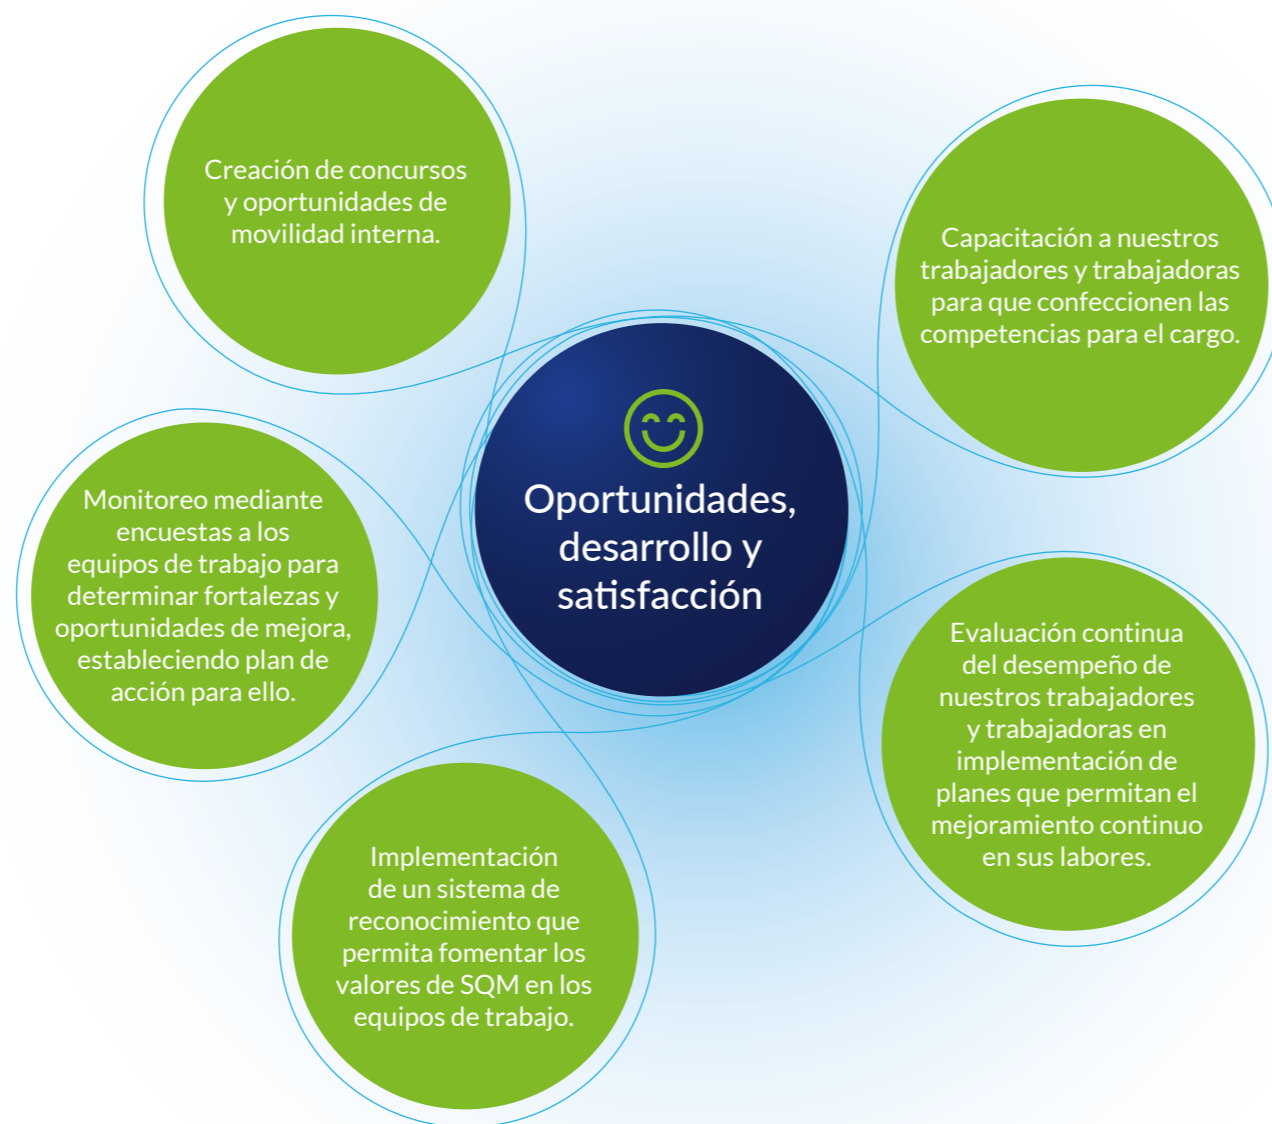 Creación de concursos
y oportunidades de
movilidad interna.
Capacitación a nuestros
trabajadores y trabajadoras
para que confeccionen las
competencias para el cargo.
Oportunidades,
desarrollo y
satisfacción
Monitoreo mediante
encuestas a los
equipos de trabajo para
determinar fortalezas y
oportunidades de mejora,
estableciendo plan de
acción para ello.
Evaluación continua
del desempeño de
nuestros trabajadores
y trabajadoras en
implementación de
planes que permitan el
mejoramiento continuo
en sus labores.
Implementación
de un sistema de
reconocimiento que
permita fomentar los
valores de SQM en los
equipos de trabajo.